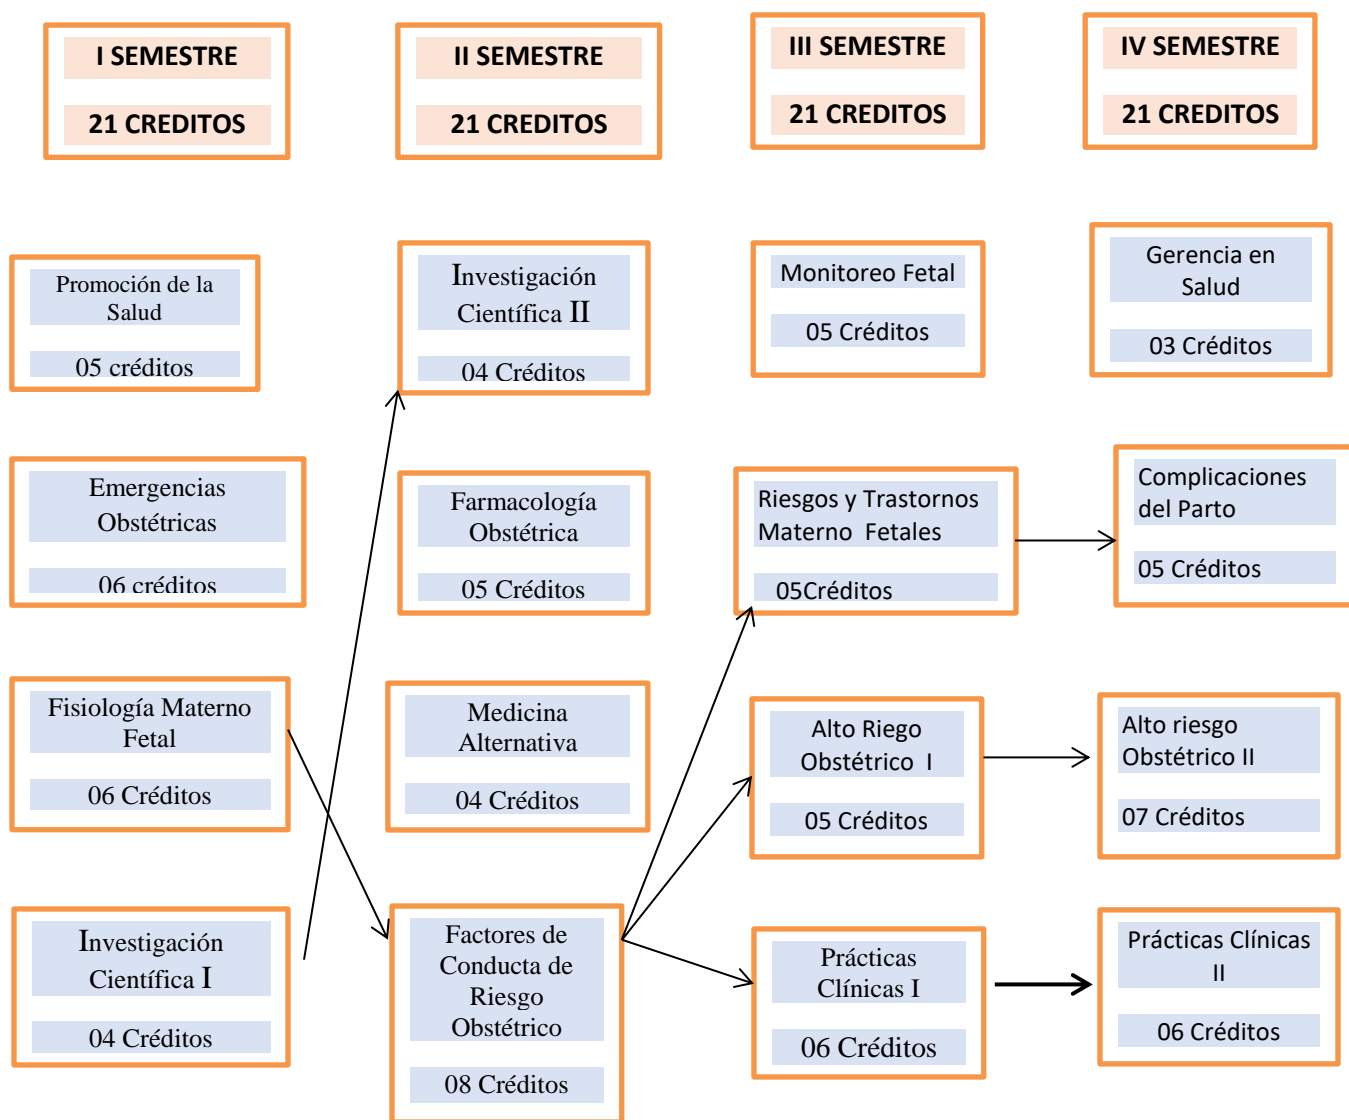 I SEMESTRE
21 CREDITOS
II SEMESTRE
21 CREDITOS
III SEMESTRE
21 CREDITOS
IV SEMESTRE
21 CREDITOS
Promoción de la
Salud
05 créditos
Investigación
Científica II
04 Créditos
Monitoreo Fetal
05 Créditos
Gerencia en
Salud
03 Créditos
Emergencias
Obstétricas
06 créditos
Farmacología
Obstétrica
05 Créditos
Riesgos y Trastornos
Materno Fetales
05Créditos
Complicaciones
del Parto
05 Créditos
Fisiología Materno
Fetal
06 Créditos
Medicina
Alternativa
04 Créditos
Alto Riego
Obstétrico I
05 Créditos
Alto riesgo
Obstétrico II
07 Créditos
Investigación
Científica I
04 Créditos
Factores de
Conducta de
Riesgo
Obstétrico
08 Créditos
Prácticas
Clínicas I
06 Créditos
Prácticas Clínicas
II
06 Créditos